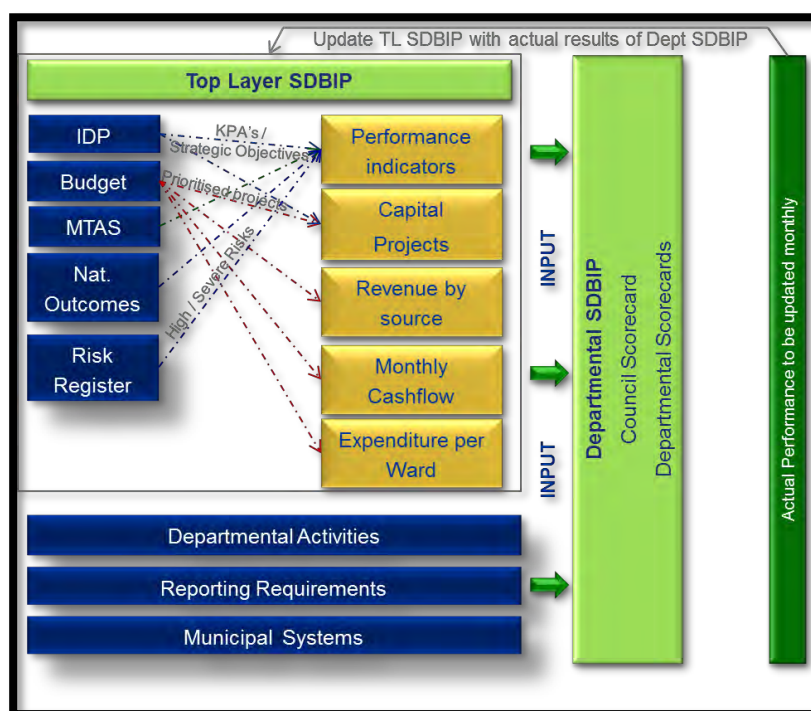 Update TL SDBIP with actual results of Dept SDBIP
Top Layer SDBIP
IDP
Budget
MTAS
Nat.
Outcomes
Risk
Register
KPA's /
Strategic Objectives
Prioritised projects
High / Severe Risks
Performance
indicators
Capital
Projects
Revenue by
source
Monthly
Cashflow
Expenditure per
Ward
INPUT
INPUT
Departmental SDBIP
Council Scorecard
Departmental Scorecards
Actual Performance to be updated monthly
Departmental Activities
Reporting Requirements
Municipal Systems